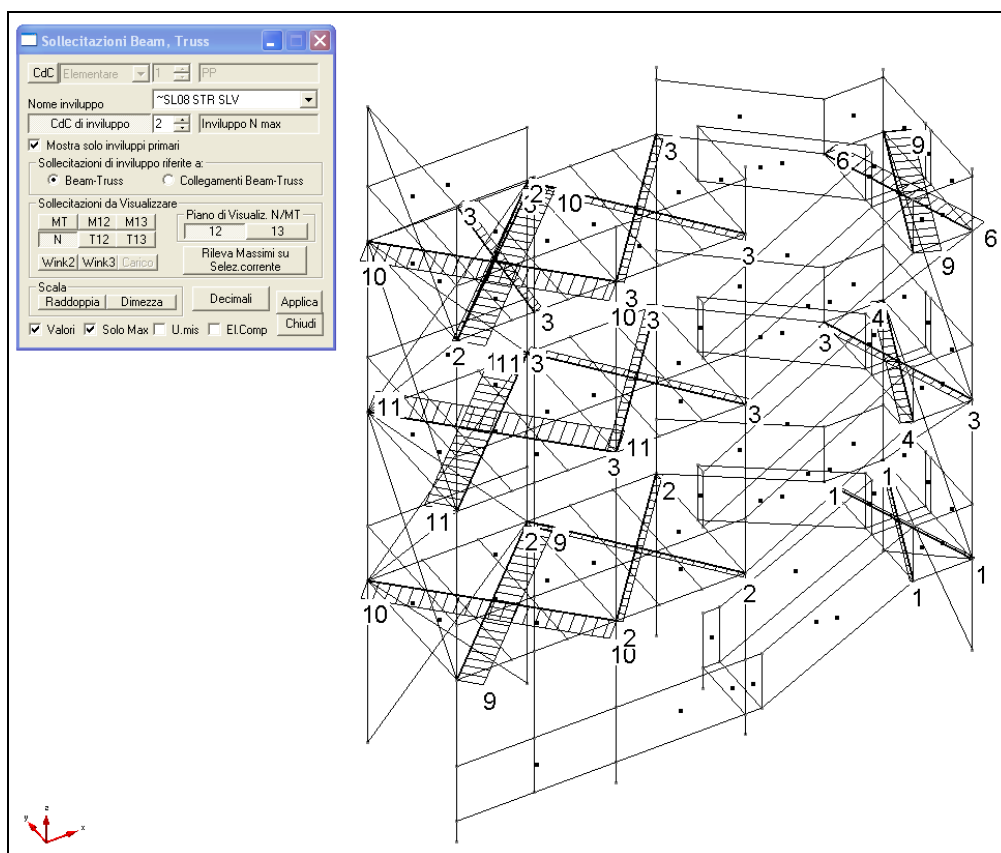 Sollecitazioni Beam, Truss
CdC Elementare 1 PP
Nome inviluppo ~SL08 STR SLV
CdC di inviluppo 2 Inviluppo N max
Mostra solo inviluppi primari
Sollecitazioni di inviluppo riferite a:
Beam-Truss Collegamenti Beam-Truss
Sollecitazioni da Visualizzare
MT M12 M13 Piano di Visualiz. N/MT
N T12 T13 12 13
Wink2 Wink3 Carico Rileva Massimi su Selez.corrente
Scala
Raddoppia Dimezza Decimali Applica
Valori Solo Max U.mis El.Comp Chiudi
3 9
6
2 10
3 3
10 3 6
9
3
3 10 3
2 3 4 3
11 3
11
11 3
3 4
11
2 1 1
2 9
10 2 1 1
2
10
9
z
y x